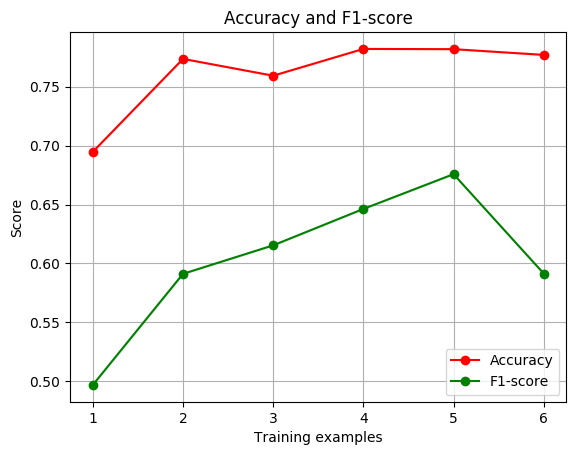 Accuracy and F1-score
0.75
0.70
0.65
0.60
0.55
0.50
Score
1 2 3 4 5 6
Training examples
Accuracy
F1-score